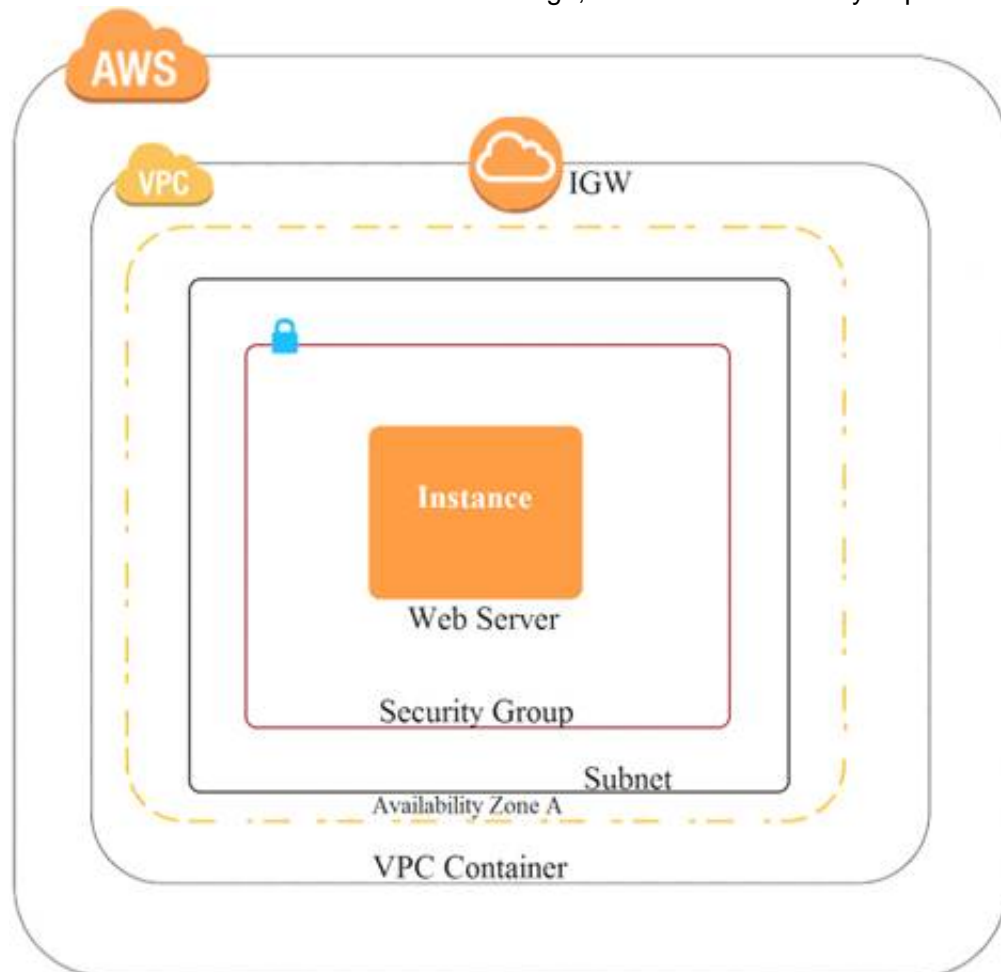 AWS
VPC
IGW
Instance
Web Server
Security Group
Subnet
Availability Zone A
VPC Container